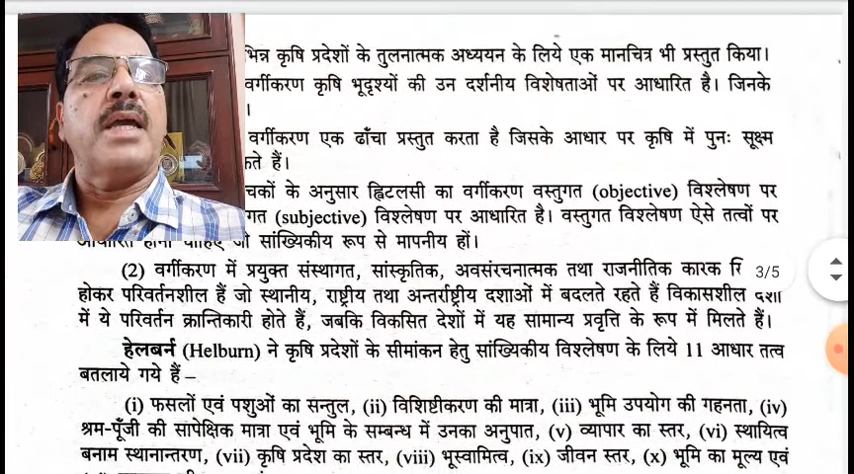 भिन्न कृषि प्रदेशों के तुलनात्मक अध्ययन के लिये एक मानचित्र भी प्रस्तुत किया।
वर्गीकरण कृषि भूदृश्यों की उन दर्शनीय विशेषताओं पर आधारित है। जिनके
।
वर्गीकरण एक ढाँचा प्रस्तुत करता है जिसके आधार पर कृषि में पुनः सूक्ष्म
कते हैं।
चकों के अनुसार ह्विटलसी का वर्गीकरण वस्तुगत (objective) विश्लेषण पर
गत (subjective) विश्लेषण पर आधारित है। वस्तुगत विश्लेषण ऐसे तत्वों पर
आधारित होना चाहिए जो सांख्यिकीय रूप से मापनीय हों।
(2) वर्गीकरण में प्रयुक्त संस्थागत, सांस्कृतिक, अवसंरचनात्मक तथा राजनीतिक कारक 3/5
होकर परिवर्तनशील हैं जो स्थानीय, राष्ट्रीय तथा अन्तर्राष्ट्रीय दशाओं में बदलते रहते हैं विकासशील
में ये परिवर्तन क्रान्तिकारी होते हैं, जबकि विकसित देशों में यह सामान्य प्रवृत्ति के रूप में मिलते हैं।
हेलबर्न (Helburn) ने कृषि प्रदेशों के सीमांकन हेतु सांख्यिकीय विश्लेषण के लिये 11 आधार तत्व
बतलाये गये हैं –
(i) फसलों एवं पशुओं का सन्तुल, (ii) विशिष्टीकरण की मात्रा, (iii) भूमि उपयोग की गहनता, (iv)
श्रम-पूँजी की सापेक्षिक मात्रा एवं भूमि के सम्बन्ध में उनका अनुपात, (v) व्यापार का स्तर, (vi) स्थायित्व
बनाम स्थानान्तरण, (vii) कृषि प्रदेश का स्तर, (viii) भूस्वामित्व, (ix) जीवन स्तर, (x) भूमि का मूल्य एवं